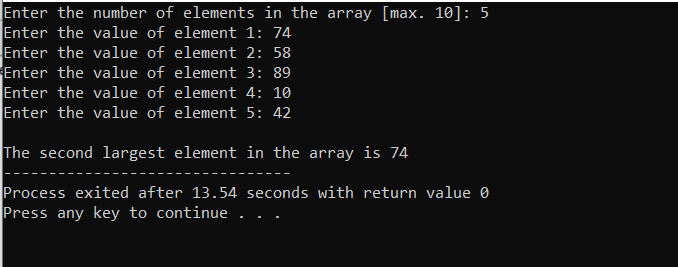 Enter the number of elements in the array [max. 10]: 5
Enter the value of element 1: 74
Enter the value of element 2: 58
Enter the value of element 3: 89
Enter the value of element 4: 10
Enter the value of element 5: 42
The second largest element in the array is 74
--------------------------------
Process exited after 13.54 seconds with return value 0
Press any key to continue . . .